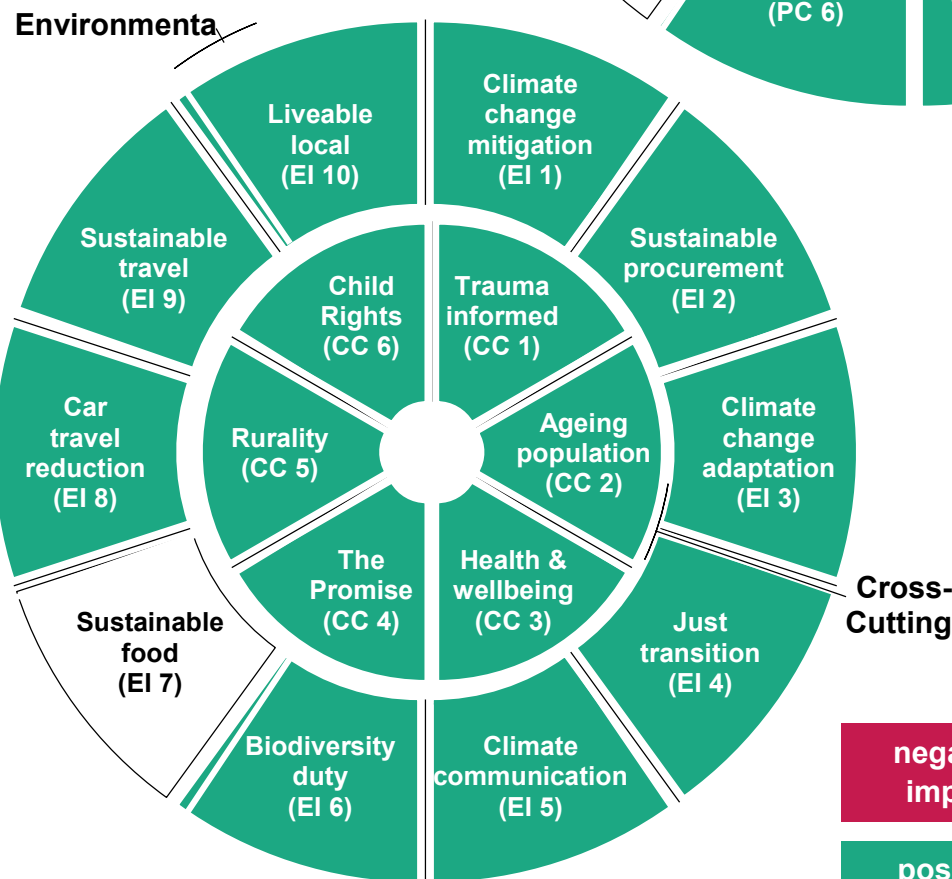 Environmenta
(PC 6)
Climate
change
mitigation
(EI 1)
Sustainable
procurement
(EI 2)
Climate
change
adaptation
(EI 3)
Just
transition
(EI 4)
Climate
communication
(EI 5)
Biodiversity
duty
(EI 6)
Sustainable
food
(EI 7)
Car
travel
reduction
(EI 8)
Sustainable
travel
(EI 9)
Liveable
local
(EI 10)
Trauma
informed
(CC 1)
Ageing
population
(CC 2)
Health &
wellbeing
(CC 3)
The
Promise
(CC 4)
Rurality
(CC 5)
Child
Rights
(CC 6)
Cross-
Cutting
nega
imp
pos